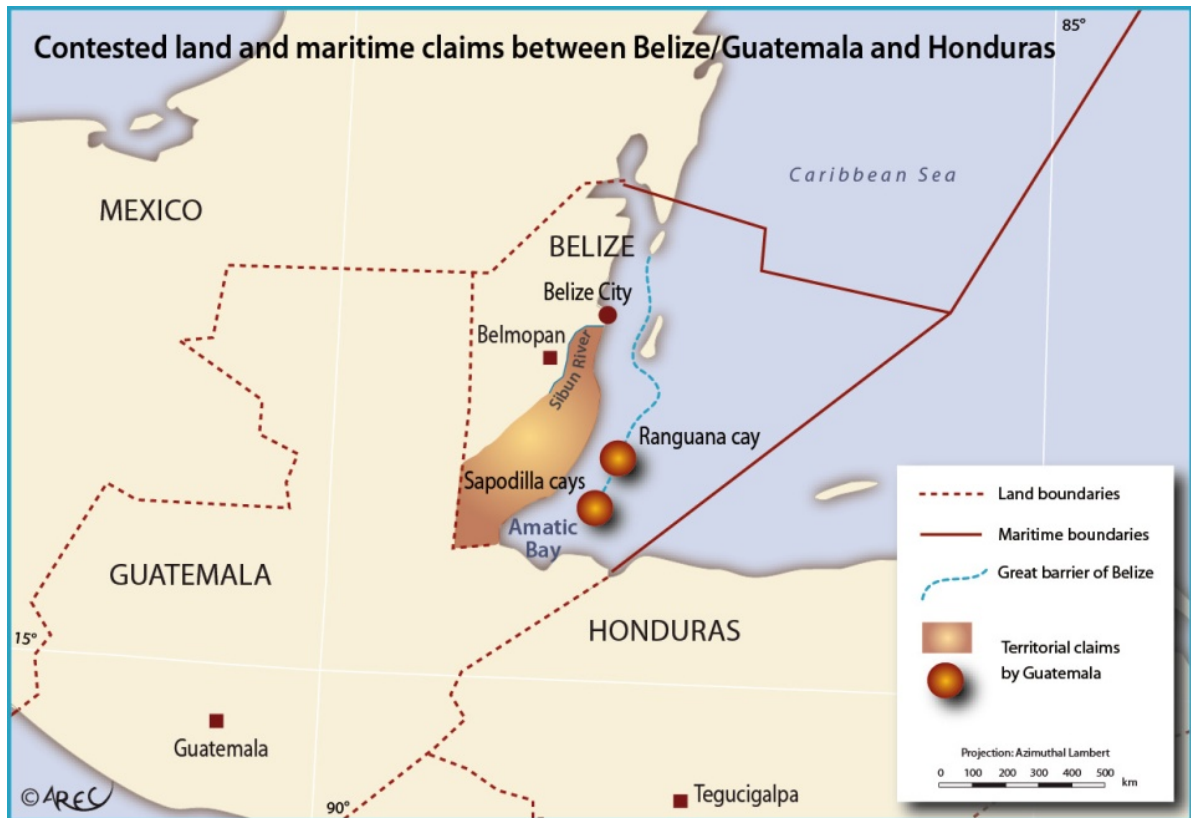 Contested land and maritime claims between Belize/Guatemala and Honduras
85°
Caribbean Sea
MEXICO
BELIZE
Belize City
Belmopan
Sibun River
Ranguana cay
Sapodilla cays
Amatic
Bay
GUATEMALA
HONDURAS
15°
Guatemala
90°
Tegucigalpa
© AREC
Land boundaries
Maritime boundaries
Great barrier of Belize
Territorial claims
by Guatemala
Projection: Azimuthal Lambert
0 100 200 300 400 500 km